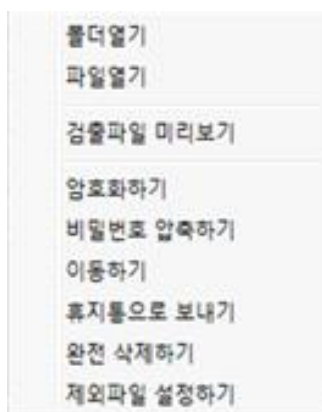 폴더열기
파일열기
검출파일 미리보기
암호화하기
비밀번호 압축하기
이동하기
휴지통으로 보내기
완전 삭제하기
제외파일 설정하기